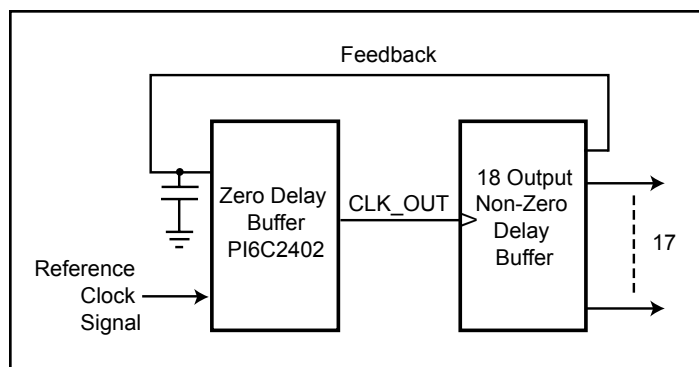 Feedback
Zero Delay
Buffer
PI6C2402
CLK_OUT
18 Output
Non-Zero
Delay
Buffer
17
Reference
Clock
Signal